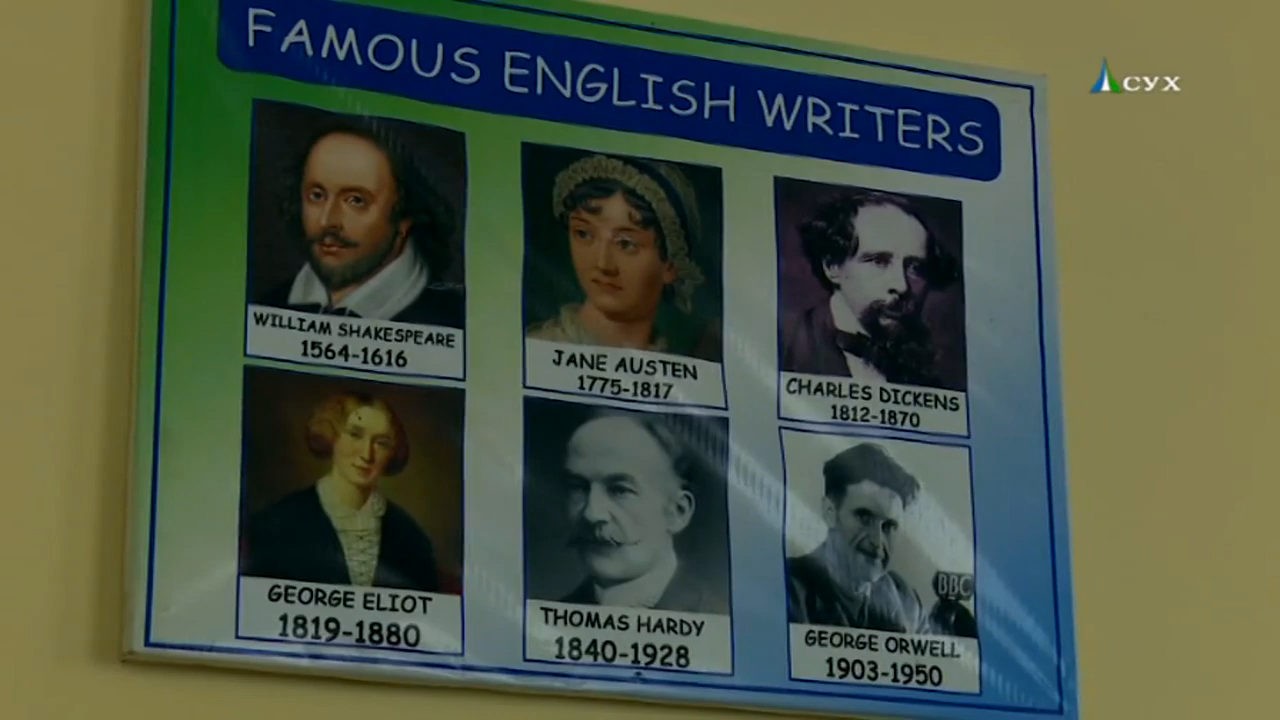 FAMOUS ENGLISH WRITERS
СУХ
WILLIAM SHAKESPEARE
1564-1616
JANE AUSTEN
1775-1817
CHARLES DICKENS
1812-1870
GEORGE ELIOT
1819-1880
THOMAS HARDY
1840-1928
BBC
GEORGE ORWELL
1903-1950